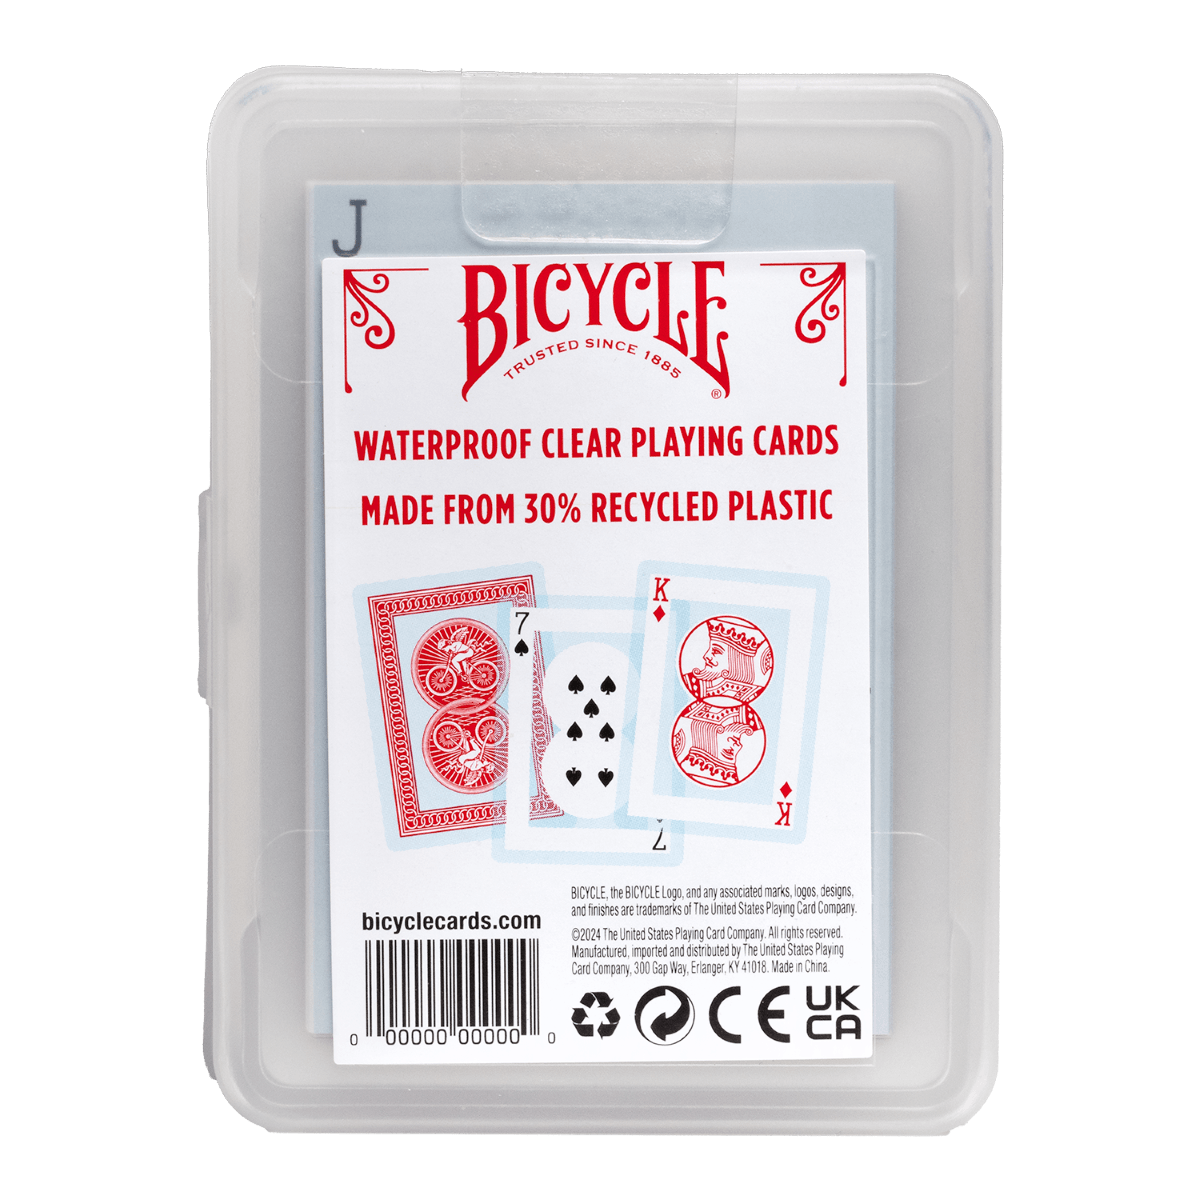 J
BICYCLE
TRUSTED SINCE 1885
®
WATERPROOF CLEAR PLAYING CARDS
MADE FROM 30% RECYCLED PLASTIC
K
7
K
7
BICYCLE, the BICYCLE Logo, and any associated marks, logos, designs,
and finishes are trademarks of The United States Playing Card Company.
bicyclecards.com
©2024 The United States Playing Card Company. All rights reserved.
Manufactured, imported and distributed by The United States Playing
Card Company, 300 Gap Way, Erlanger, KY 41018. Made in China.
0 00000 00000 0
CE
UK
CA